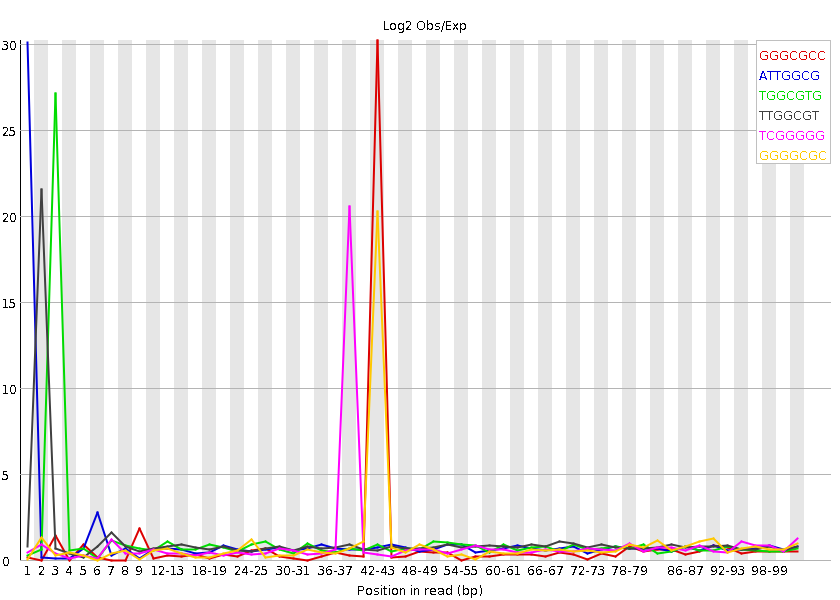 Log2 Obs/Exp
GGGCGCC
ATTGGCG
TGGCGTG
TTGGCGT
TCGGGGG
GGGGCGC
30
25
20
15
10
5
0
1 2 3 4 5 6 7 8 9 12-13 18-19 24-25 30-31 36-37 42-43 48-49 54-55 60-61 66-67 72-73 78-79 86-87 92-93 98-99
Position in read (bp)